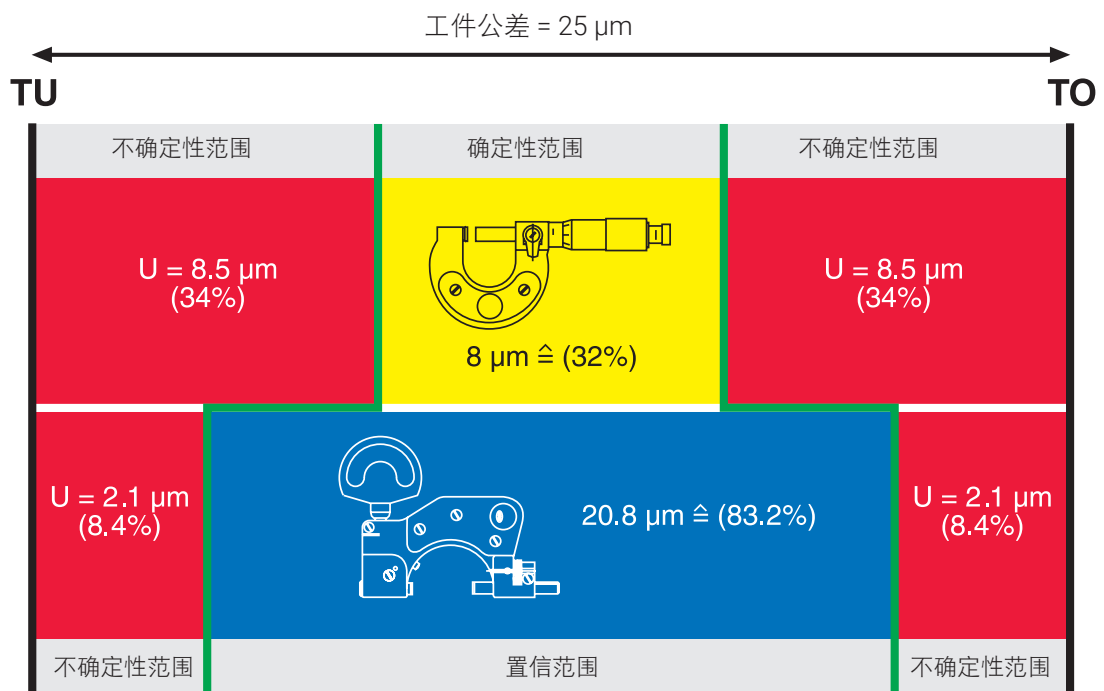 工件公差 = 25 µm
TU
TO
不确定性范围
确定性范围
不确定性范围
U = 8.5 µm
(34%)
8 µm ≙ (32%)
U = 8.5 µm
(34%)
U = 2.1 µm
(8.4%)
20.8 µm ≙ (83.2%)
U = 2.1 µm
(8.4%)
不确定性范围
置信范围
不确定性范围